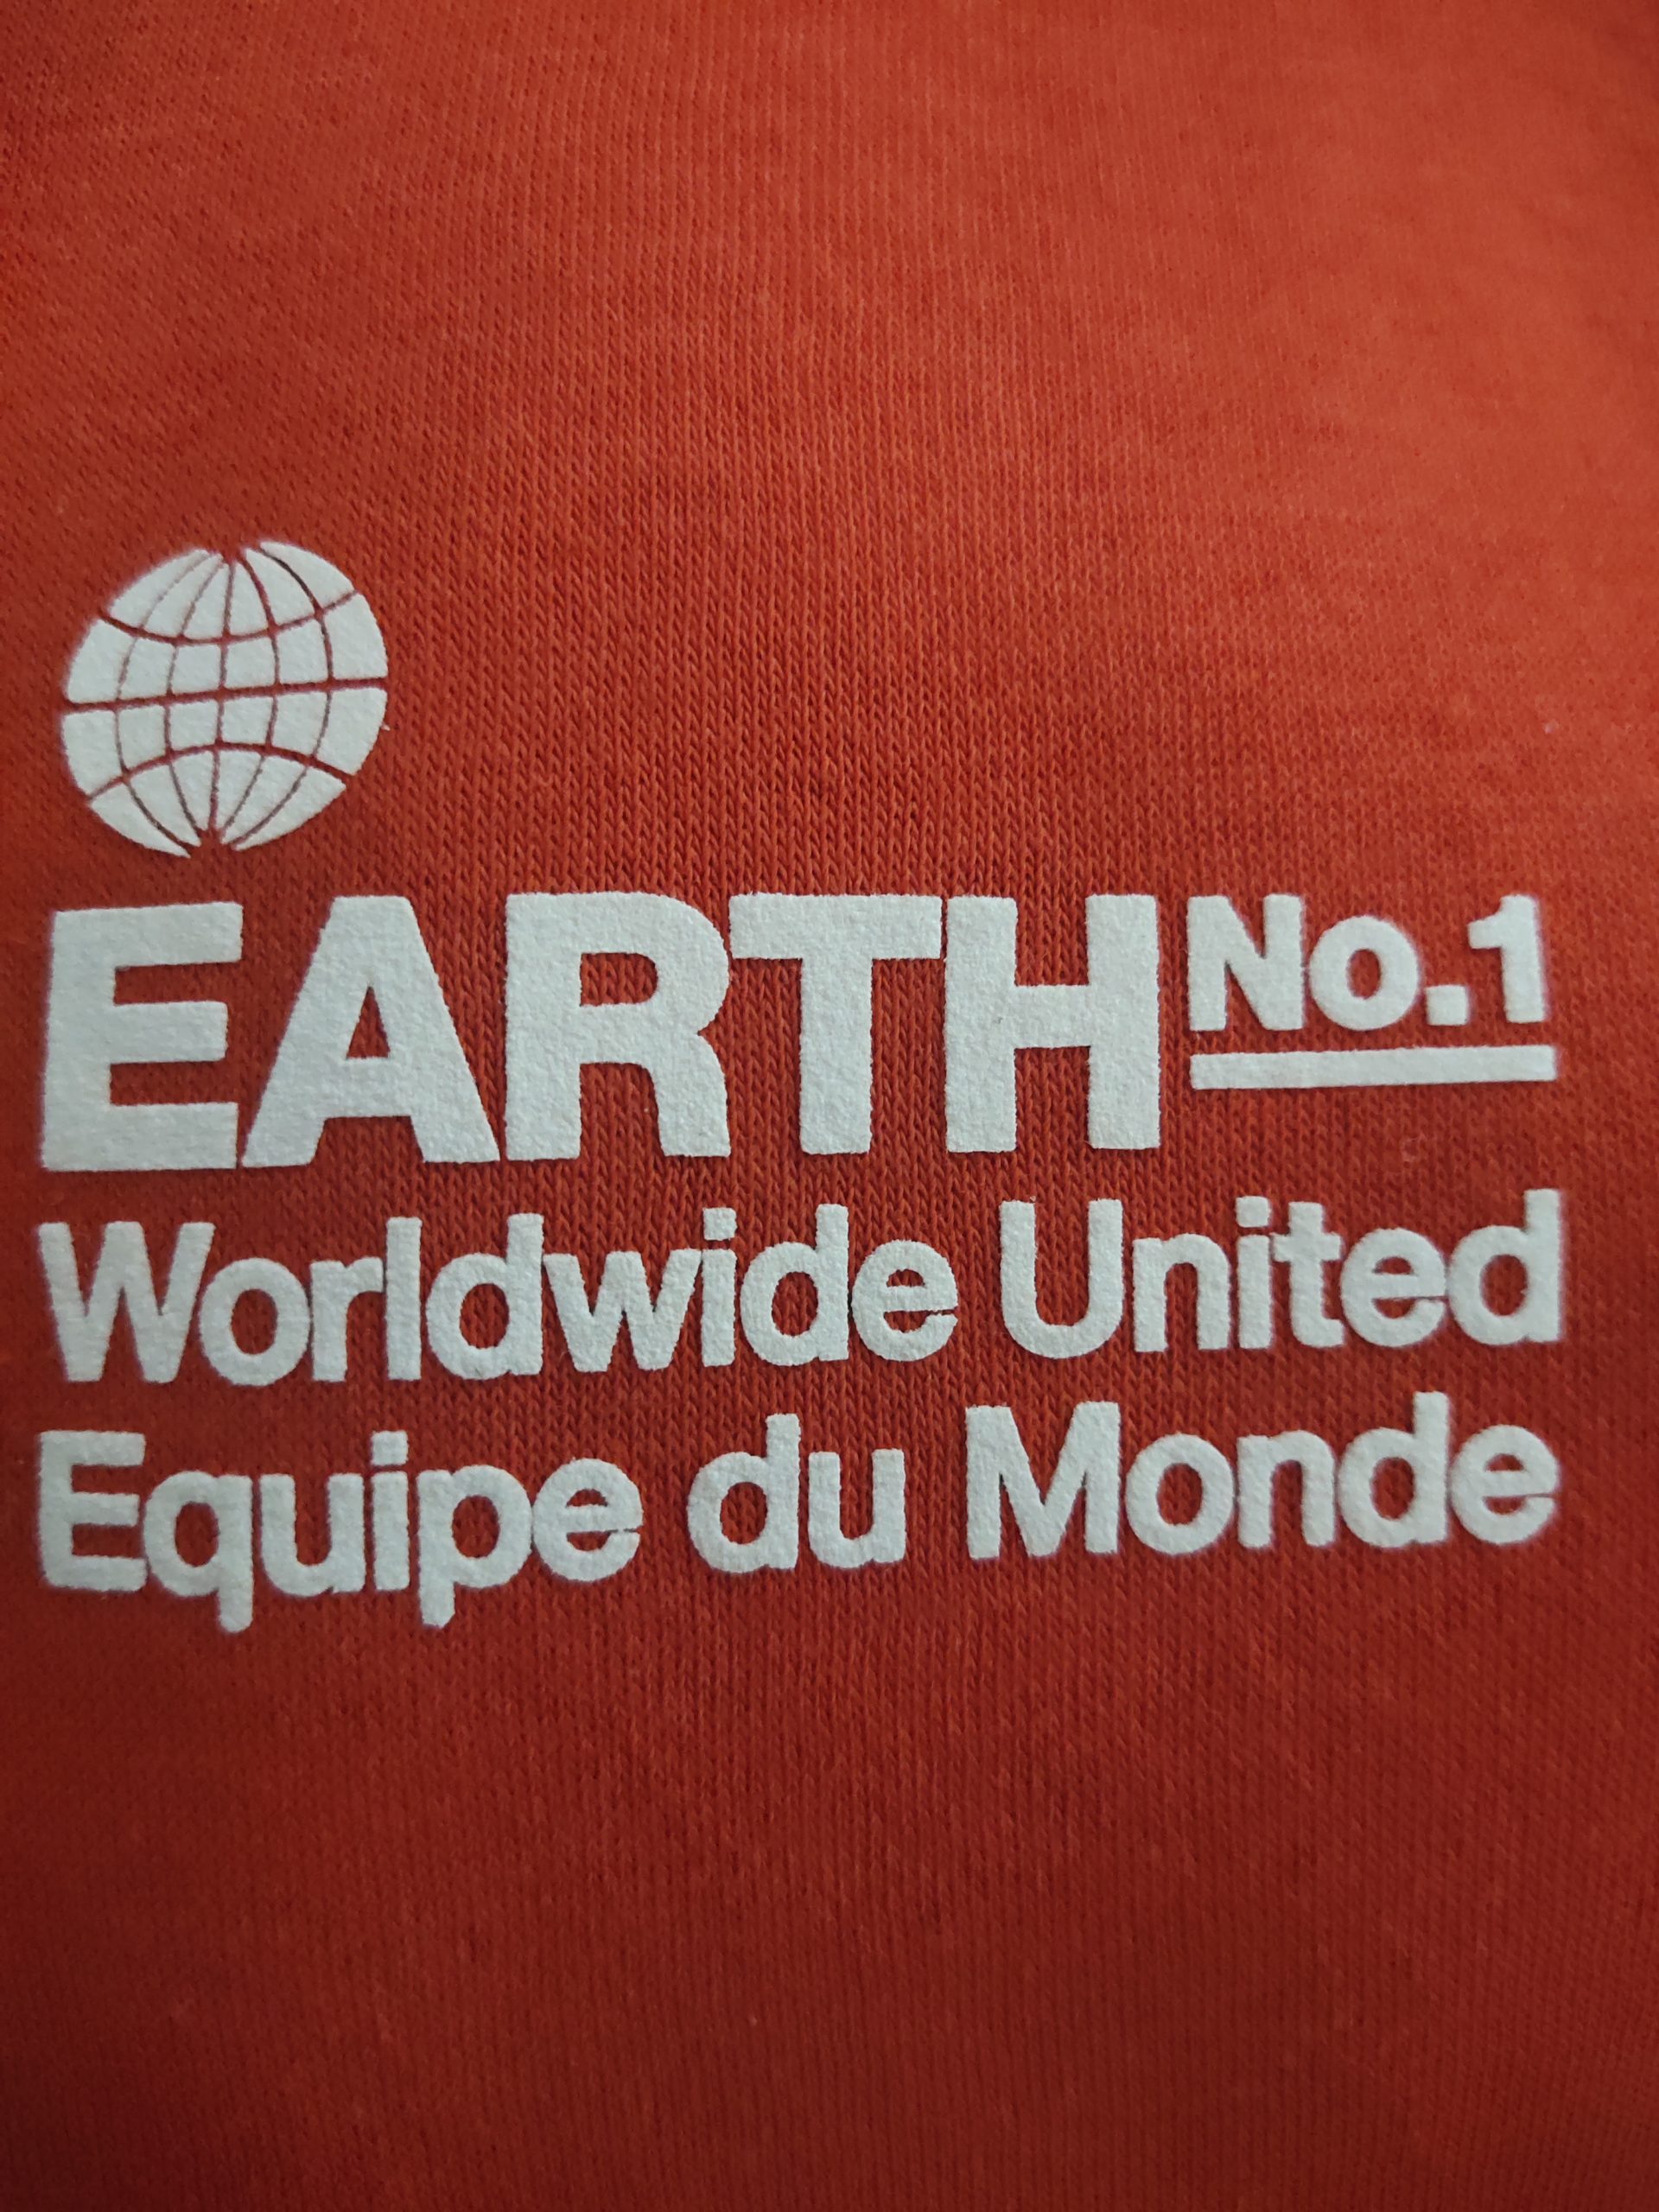 EARTH No.1
Worldwide United
Equipe du Monde